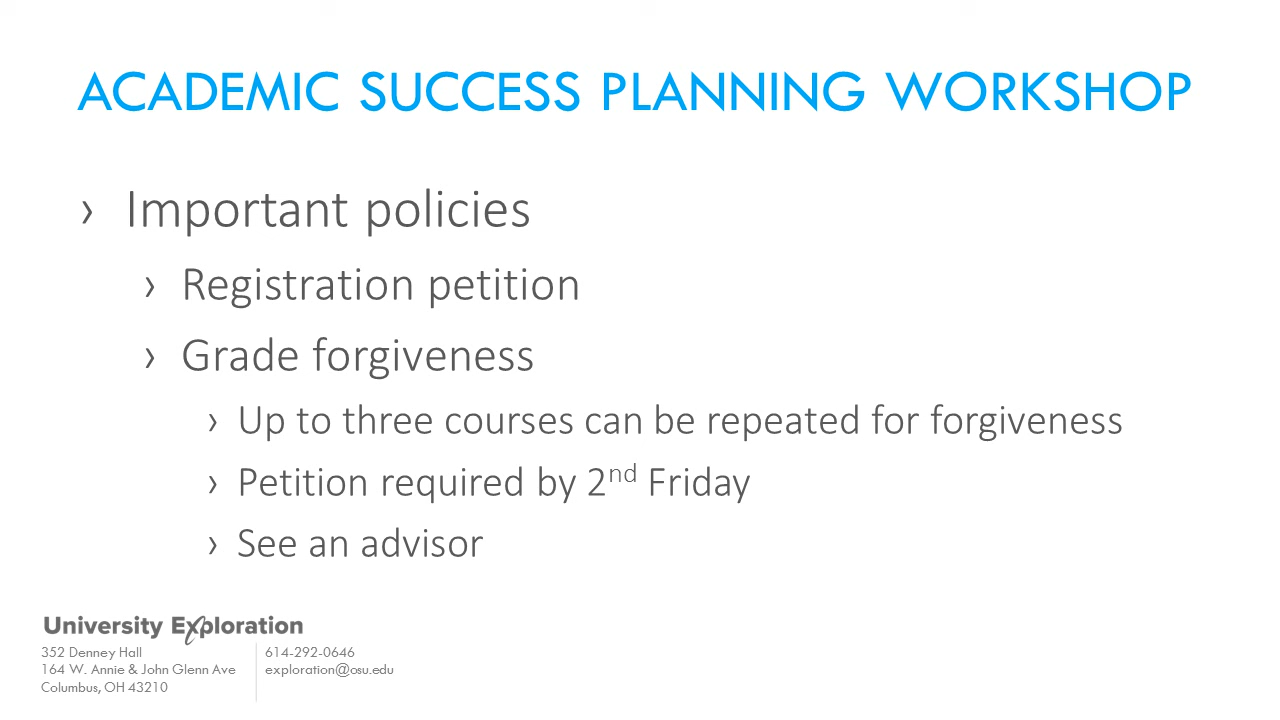 ACADEMIC SUCCESS PLANNING WORKSHOP
› Important policies
› Registration petition
› Grade forgiveness
› Up to three courses can be repeated for forgiveness
› Petition required by 2nd Friday
› See an advisor
University Exploration
352 Denney Hall
164 W. Annie & John Glenn Ave
Columbus, OH 43210
614-292-0646
exploration@osu.edu